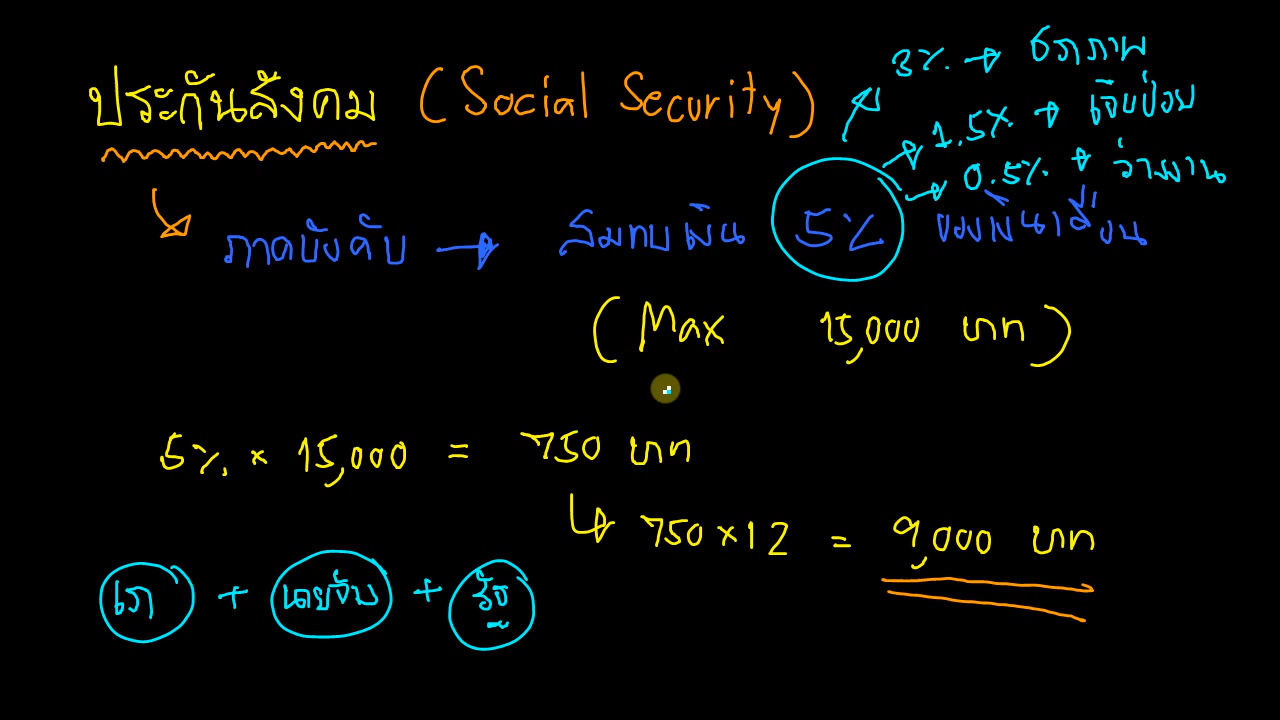 ประกันสังคม (Social Security)
3% → ชราภาพ
1.5% → เจ็บป่วย
0.5% → ว่างงาน
ภาคบังคับ → สมทบเงิน 5% ของเงินเดือน
(Max 15,000 บาท)
5% × 15,000 = 750 บาท
750 × 12 = 9,000 บาท
เรา + นายจ้าง + รัฐ